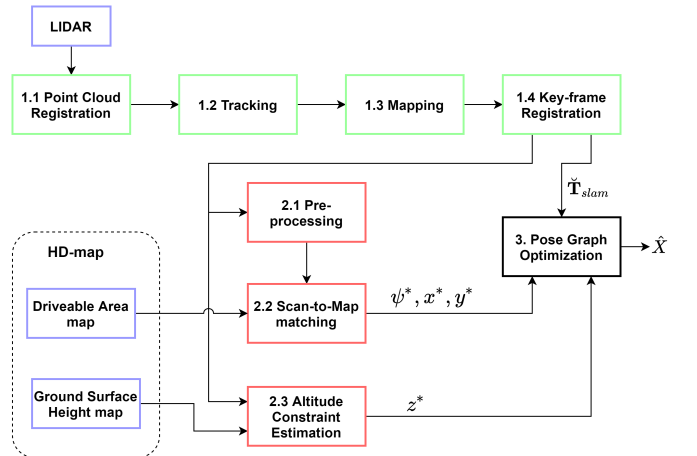 LIDAR
1.1 Point Cloud
Registration
1.2 Tracking
1.3 Mapping
1.4 Key-frame
Registration
T̆slam
2.1 Pre-
processing
3. Pose Graph
Optimization
X̂
HD-map
Driveable Area
map
2.2 Scan-to-Map
matching
ψ*, x*, y*
Ground Surface
Height map
2.3 Altitude
Constraint
Estimation
z*